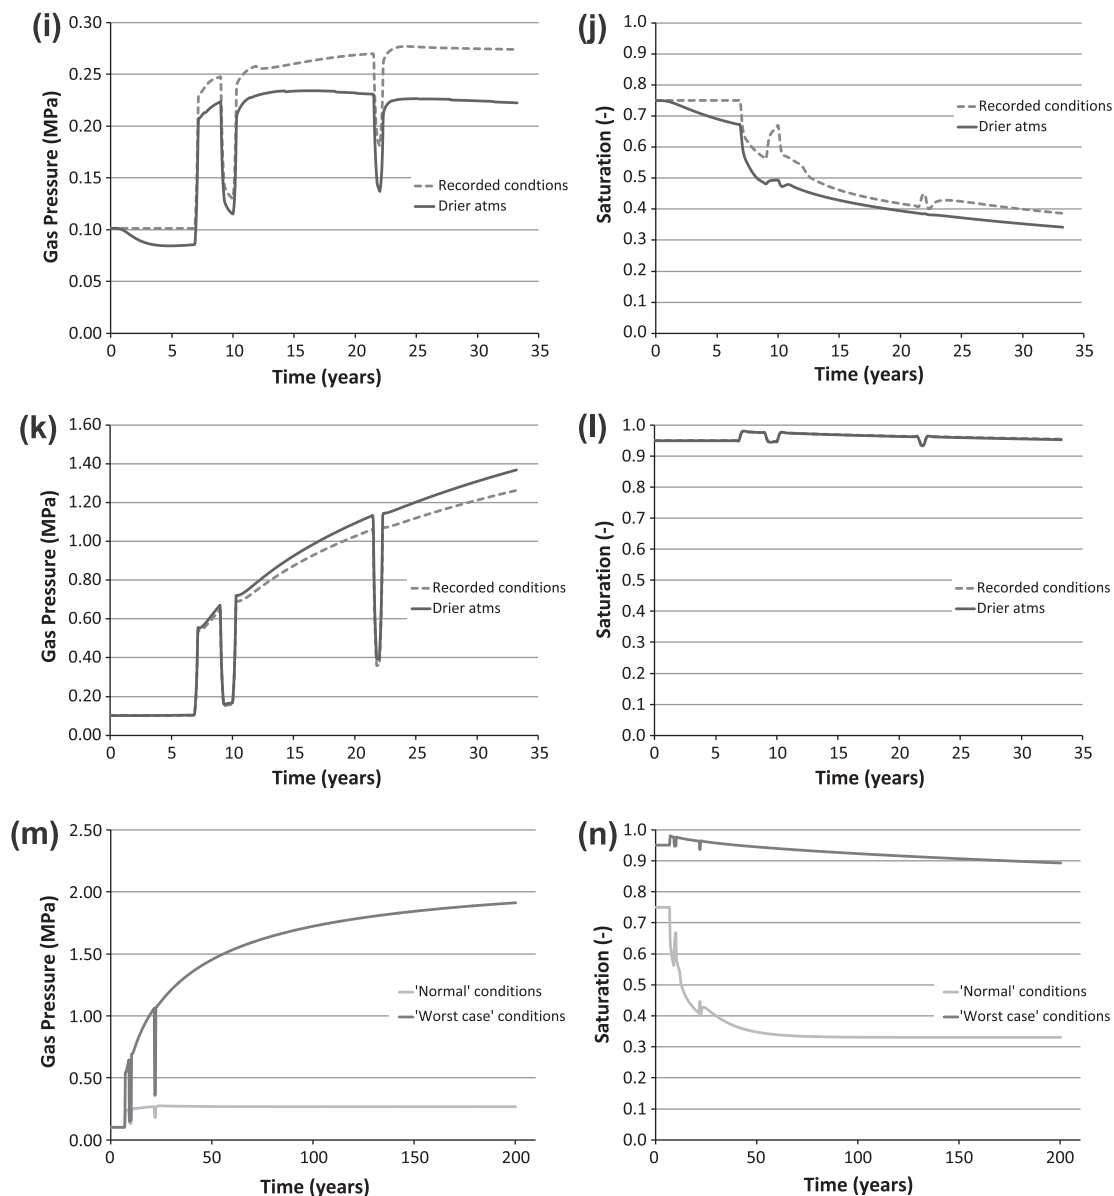 (i)
0.30
0.25
0.20
0.15
0.10
0.05
0.00
Gas Pressure (MPa)
Recorded condtions
Drier atms
0 5 10 15 20 25 30 35
Time (years)
(j)
1.0
0.9
0.8
0.7
0.6
0.5
0.4
0.3
0.2
0.1
0.0
Saturation (-)
Recorded conditions
Drier atms
0 5 10 15 20 25 30 35
Time (years)
(k)
1.60
1.40
1.20
1.00
0.80
0.60
0.40
0.20
0.00
Gas Pressure (MPa)
Recorded conditions
Drier atms
0 5 10 15 20 25 30 35
Time (years)
(l)
1.0
0.9
0.8
0.7
0.6
0.5
0.4
0.3
0.2
0.1
0.0
Saturation (-)
Recorded conditions
Drier atms
0 5 10 15 20 25 30 35
Time (years)
(m)
2.50
2.00
1.50
1.00
0.50
0.00
Gas Pressure (MPa)
'Normal' conditions
'Worst case' conditions
0 50 100 150 200
Time (years)
(n)
1.0
0.9
0.8
0.7
0.6
0.5
0.4
0.3
0.2
0.1
0.0
Saturation (-)
'Normal' conditions
'Worst case' conditions
0 50 100 150 200
Time (years)